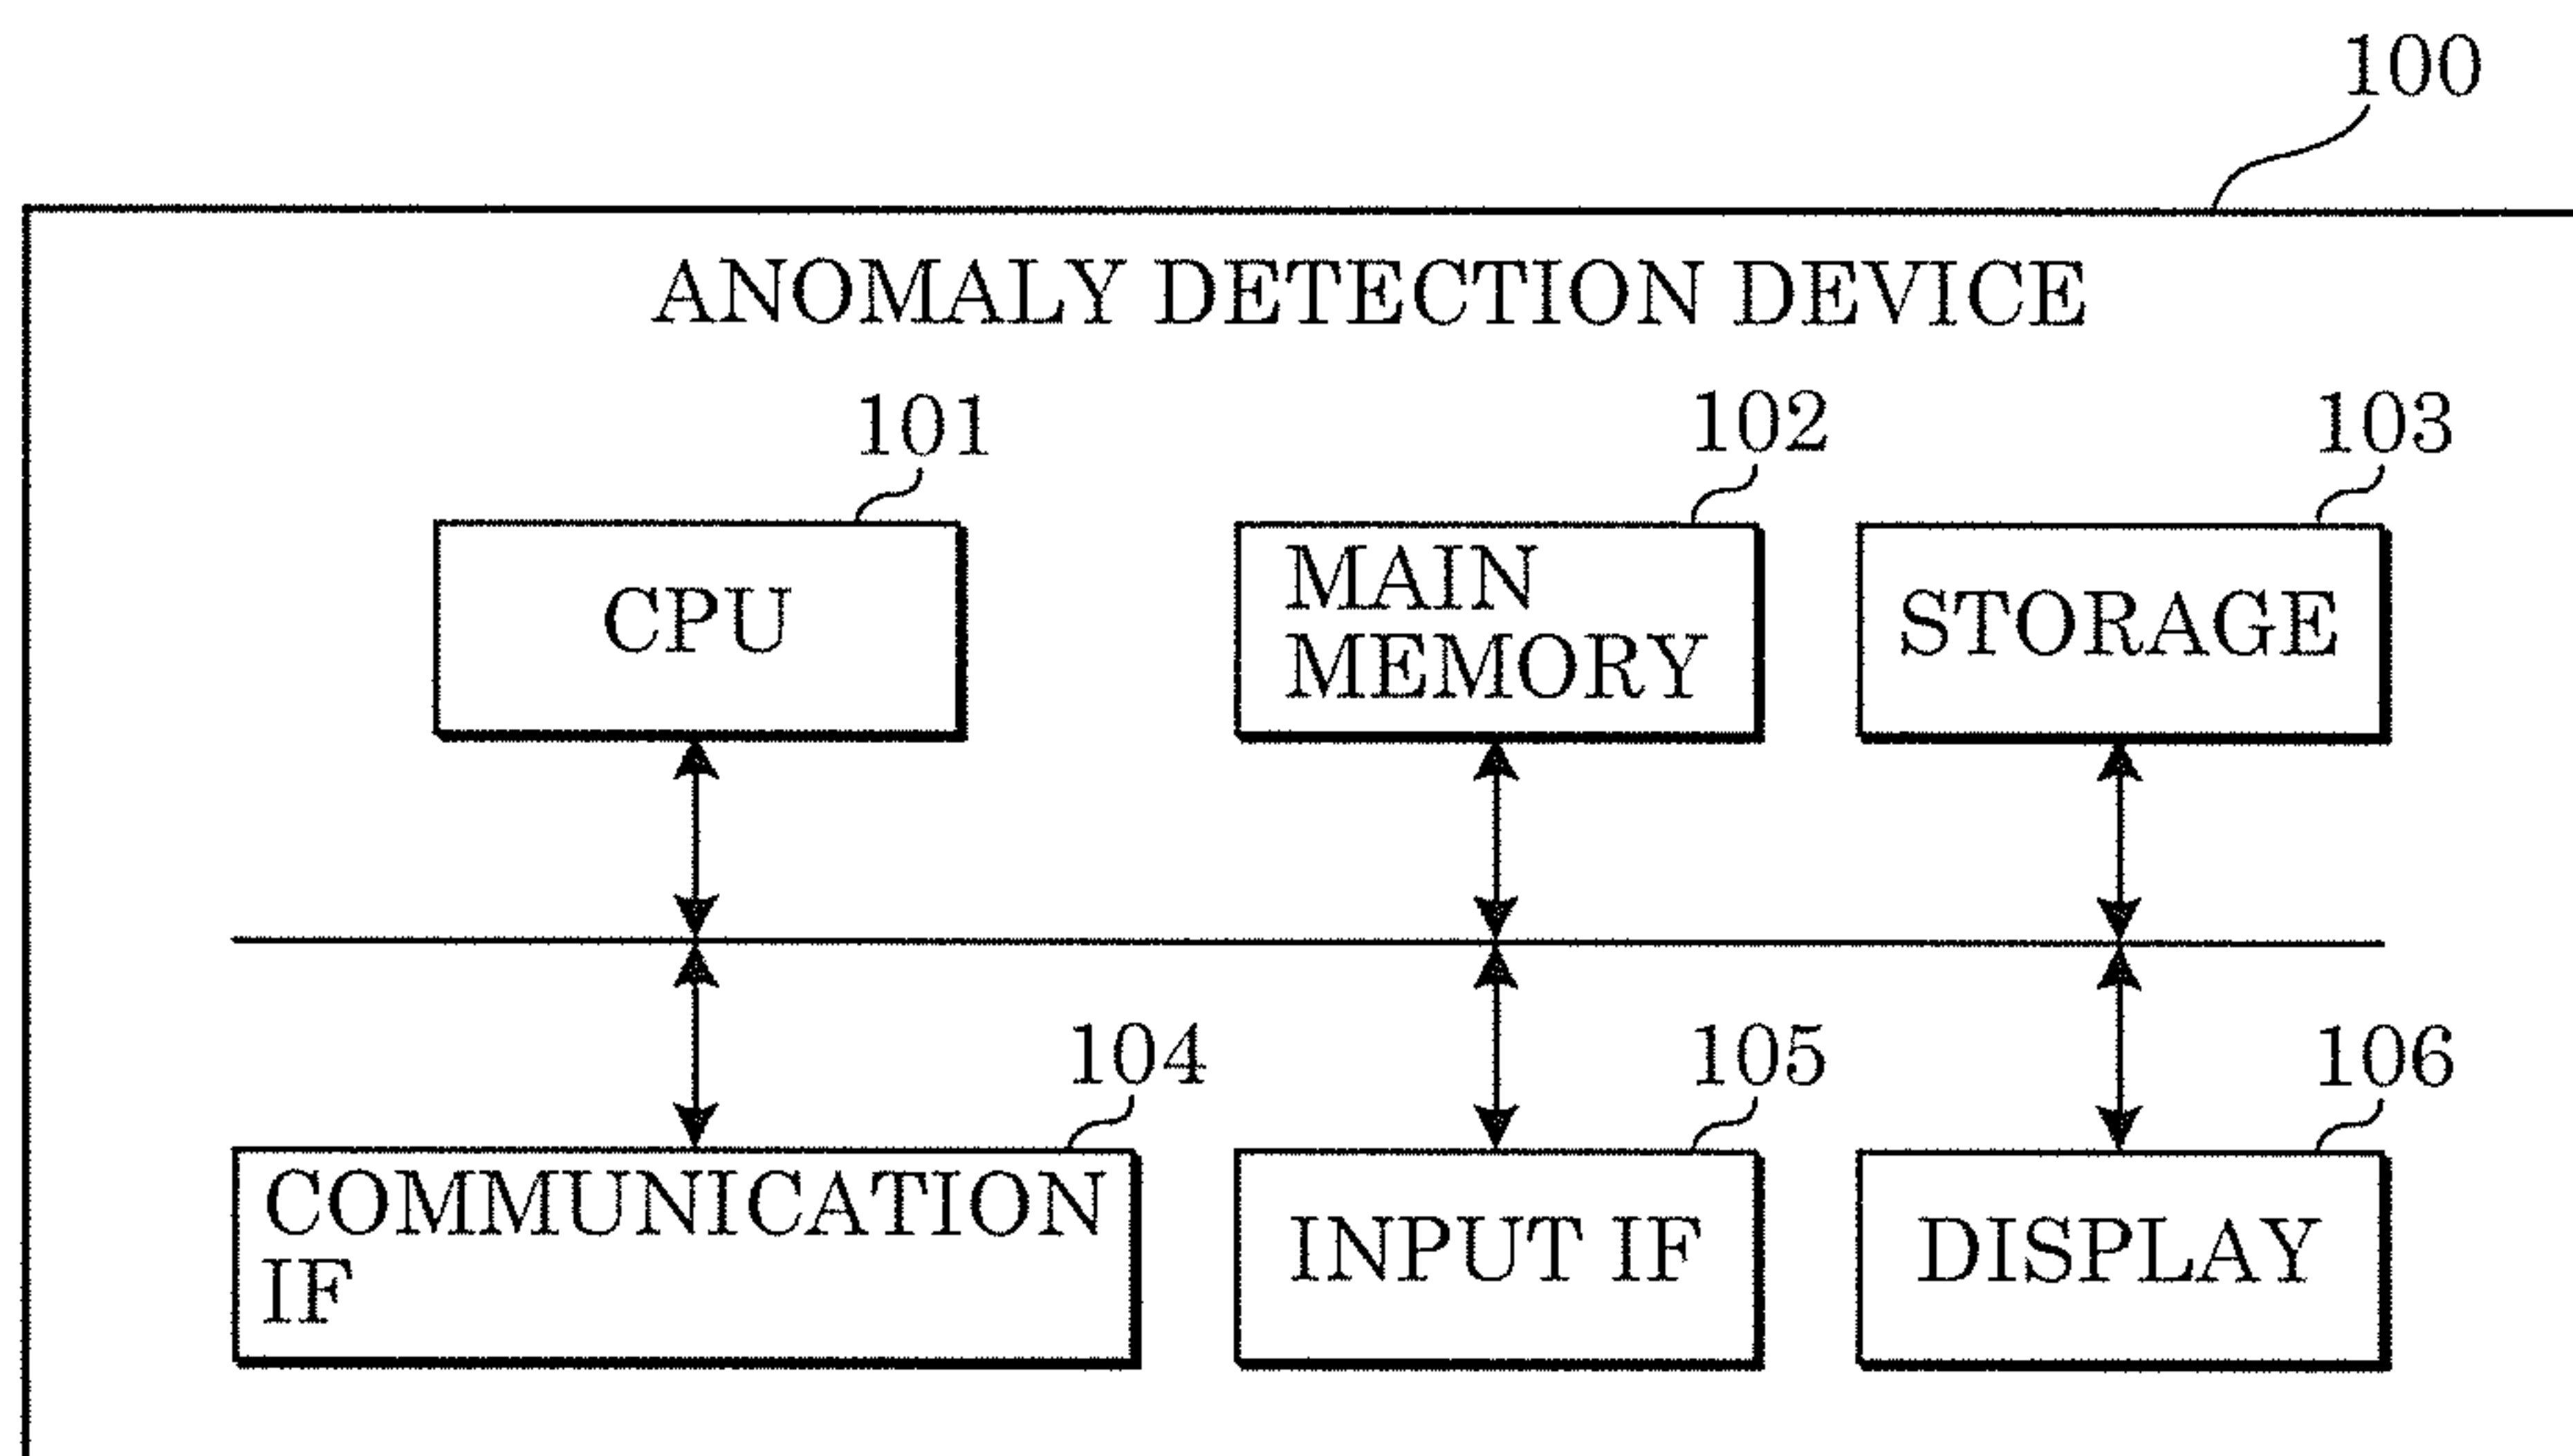 100
ANOMALY DETECTION DEVICE
101
102
103
CPU
MAIN
MEMORY
STORAGE
104
105
106
COMMUNICATION
IF
INPUT IF
DISPLAY